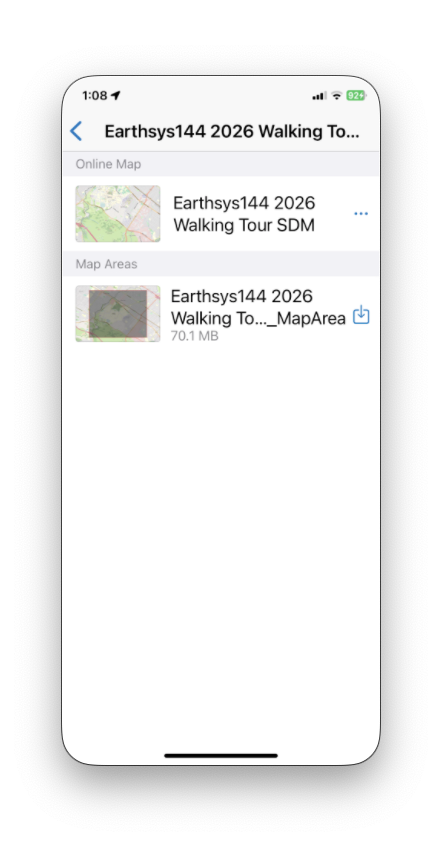 1:08
92
Earthsys144 2026 Walking To...
Online Map
Earthsys144 2026
Walking Tour SDM
Map Areas
Earthsys144 2026
Walking To..._MapArea
70.1 MB